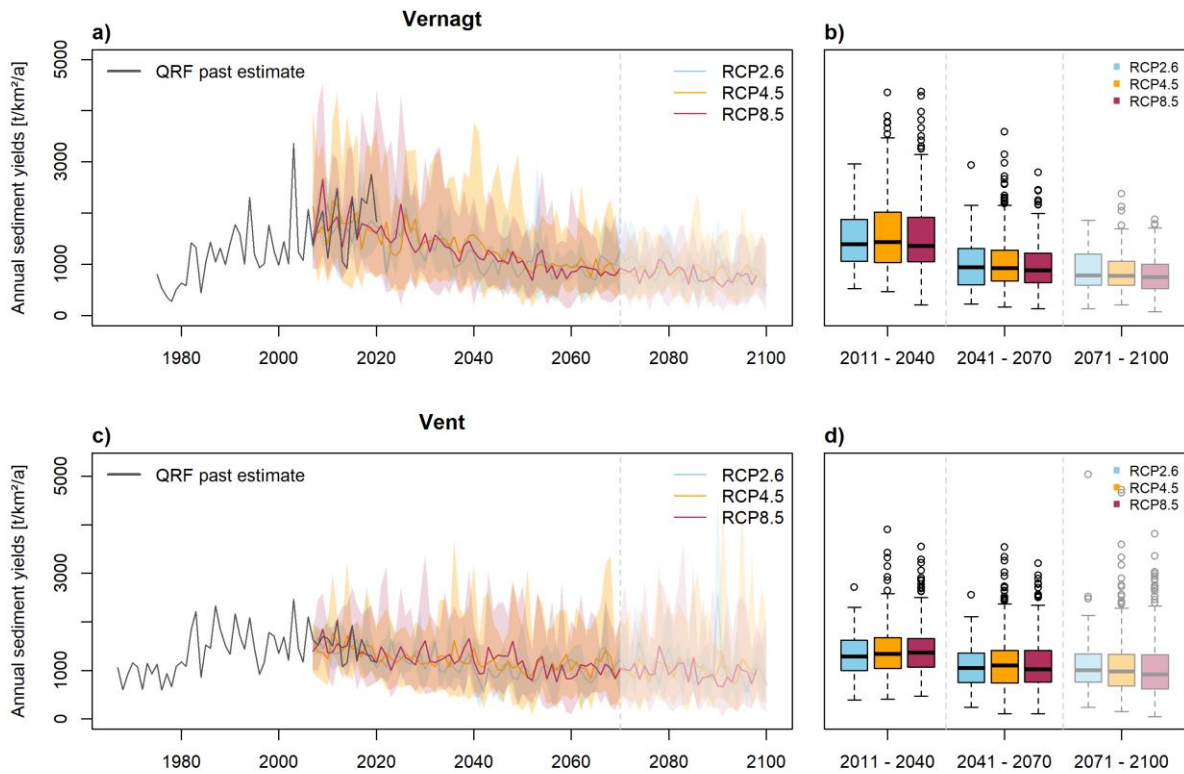 Vernagt
a) b)
Annual sediment yields [t/km²/a]
5000
3000
1000
0
QRF past estimate
RCP2.6
RCP4.5
RCP8.5
1980 2000 2020 2040 2060 2080 2100
RCP2.6
RCP4.5
RCP8.5
2011 - 2040 2041 - 2070 2071 - 2100
Vent
c) d)
Annual sediment yields [t/km²/a]
5000
3000
1000
0
QRF past estimate
RCP2.6
RCP4.5
RCP8.5
1980 2000 2020 2040 2060 2080 2100
RCP2.6
RCP4.5
RCP8.5
2011 - 2040 2041 - 2070 2071 - 2100